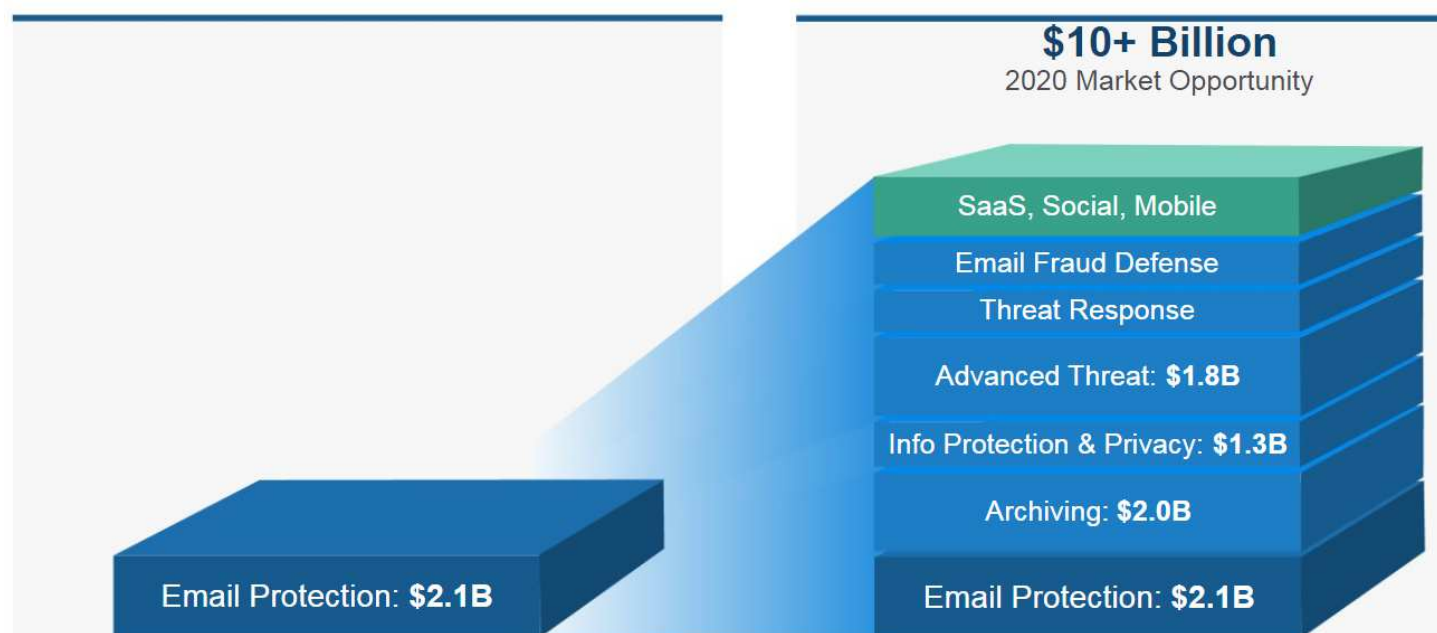 $10+ Billion
2020 Market Opportunity
SaaS, Social, Mobile
Email Fraud Defense
Threat Response
Advanced Threat: $1.8B
Info Protection & Privacy: $1.3B
Archiving: $2.0B
Email Protection: $2.1B
Email Protection: $2.1B